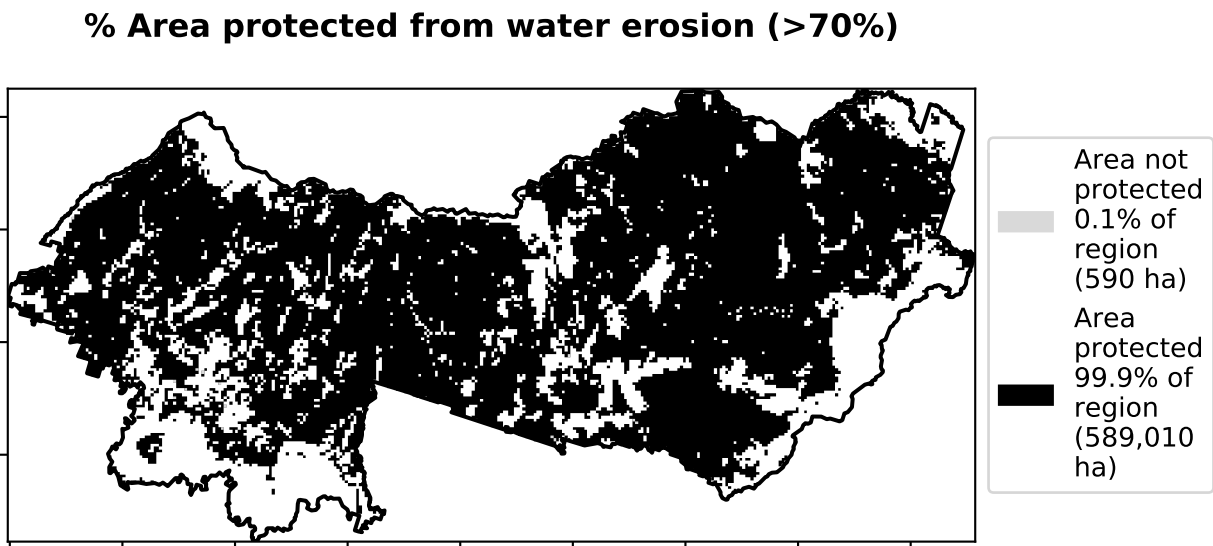 % Area protected from water erosion (>70%)
Area not
protected
0.1% of
region
(590 ha)
Area
protected
99.9% of
region
(589,010
ha)